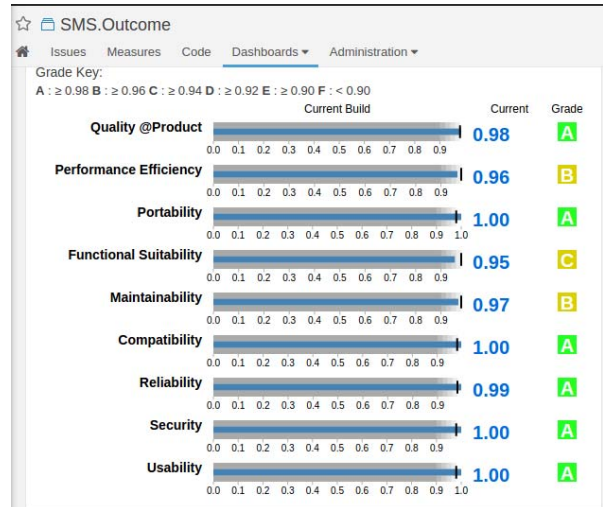 SMS.Outcome
Issues Measures Code Dashboards Administration
Grade Key:
A : ≥ 0.98 B : ≥ 0.96 C : ≥ 0.94 D : ≥ 0.92 E : ≥ 0.90 F : < 0.90
Current Build Current Grade
Quality @Product 0.98 A
0.0 0.1 0.2 0.3 0.4 0.5 0.6 0.7 0.8 0.9
Performance Efficiency 0.96 B
0.0 0.1 0.2 0.3 0.4 0.5 0.6 0.7 0.8 0.9
Portability 1.00 A
0.0 0.1 0.2 0.3 0.4 0.5 0.6 0.7 0.8 0.9 1.0
Functional Suitability 0.95 C
0.0 0.1 0.2 0.3 0.4 0.5 0.6 0.7 0.8 0.9
Maintainability 0.97 B
0.0 0.1 0.2 0.3 0.4 0.5 0.6 0.7 0.8 0.9
Compatibility 1.00 A
0.0 0.1 0.2 0.3 0.4 0.5 0.6 0.7 0.8 0.9
Reliability 0.99 A
0.0 0.1 0.2 0.3 0.4 0.5 0.6 0.7 0.8 0.9
Security 1.00 A
0.0 0.1 0.2 0.3 0.4 0.5 0.6 0.7 0.8 0.9
Usability 1.00 A
0.0 0.1 0.2 0.3 0.4 0.5 0.6 0.7 0.8 0.9 1.0